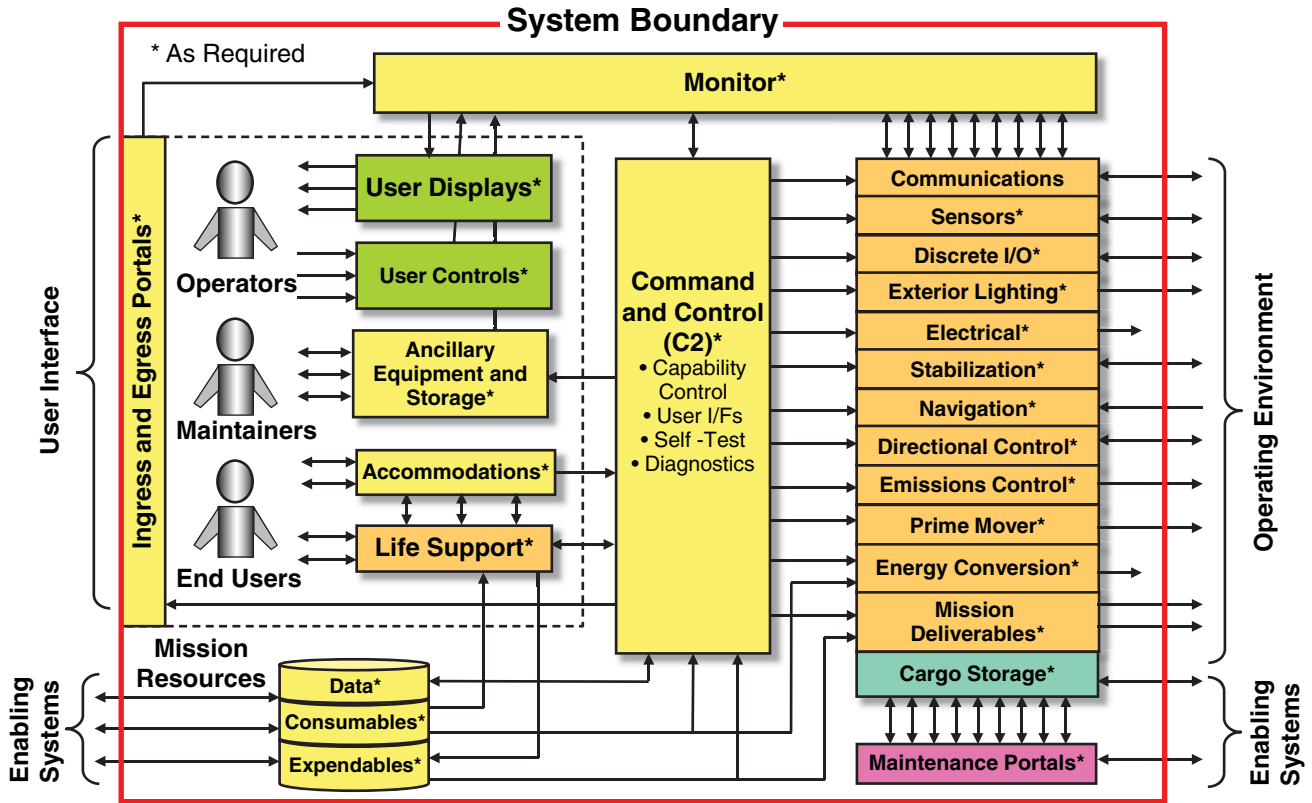 System Boundary
* As Required
Monitor*
User Interface
Ingress and Egress Portals*
Operators
Maintainers
End Users
User Displays*
User Controls*
Ancillary
Equipment and
Storage*
Accommodations*
Life Support*
Command
and Control
(C2)*
• Capability
Control
• User I/Fs
• Self -Test
• Diagnostics
Communications
Sensors*
Discrete I/O*
Exterior Lighting*
Electrical*
Stabilization*
Navigation*
Directional Control*
Emissions Control*
Prime Mover*
Energy Conversion*
Mission
Deliverables*
Cargo Storage*
Maintenance Portals*
Operating Environment
Enabling
Systems
Mission
Resources
Data*
Consumables*
Expendables*
Enabling
Systems